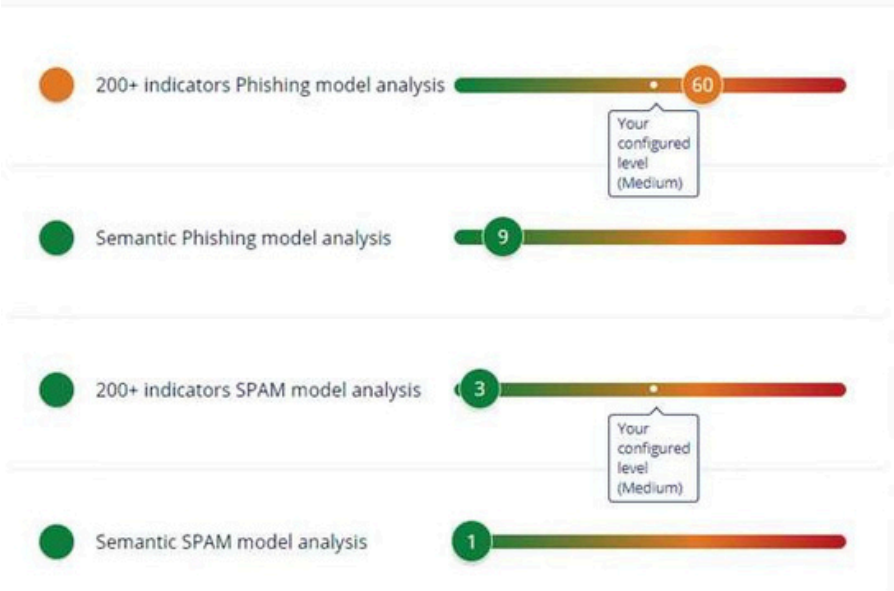 200+ indicators Phishing model analysis
60
Your
configured
level
(Medium)
Semantic Phishing model analysis
9
200+ indicators SPAM model analysis
3
Your
configured
level
(Medium)
Semantic SPAM model analysis
1